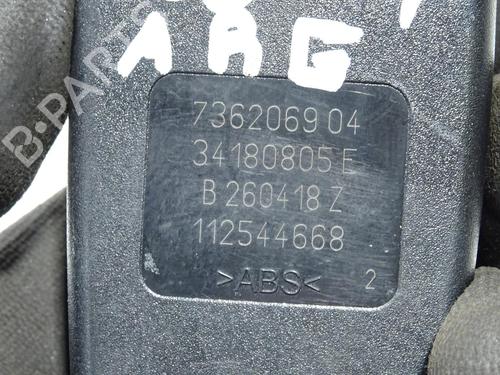 ARG
7362069 04
34180805 E
B 260418 Z
112544668
>ABS< 2
B-PARTS